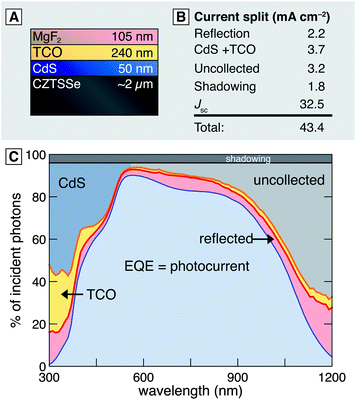 A
MgF₂ 105 nm
TCO 240 nm
CdS 50 nm
CZTSSe ~2 µm
B Current split (mA cm⁻²)
Reflection 2.2
CdS +TCO 3.7
Uncollected 3.2
Shadowing 1.8
Jsc 32.5
Total: 43.4
C
% of incident photons
100
80
60
40
20
0
shadowing
CdS
uncollected
reflected
EQE = photocurrent
TCO
300 600 900 1200
wavelength (nm)